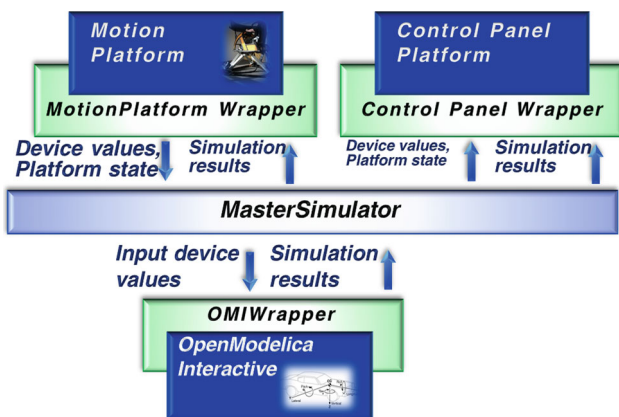 Motion
Platform
MotionPlatform Wrapper
Control Panel
Platform
Control Panel Wrapper
Device values,
Platform state
Simulation
results
Device values,
Platform state
Simulation
results
MasterSimulator
Input device
values
Simulation
results
OMIWrapper
OpenModelica
Interactive